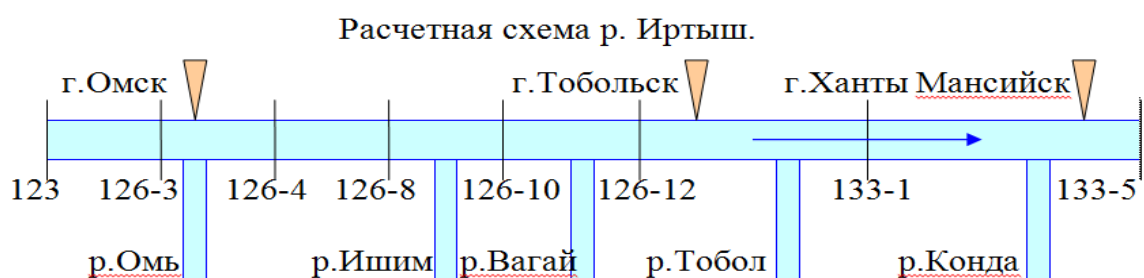 Расчетная схема р. Иртыш.
г.Омск г.Тобольск г.Ханты Мансийск
123 126-3 126-4 126-8 126-10 126-12 133-1 133-5
р.Омь р.Ишим р.Вагай р.Тобол р.Конда